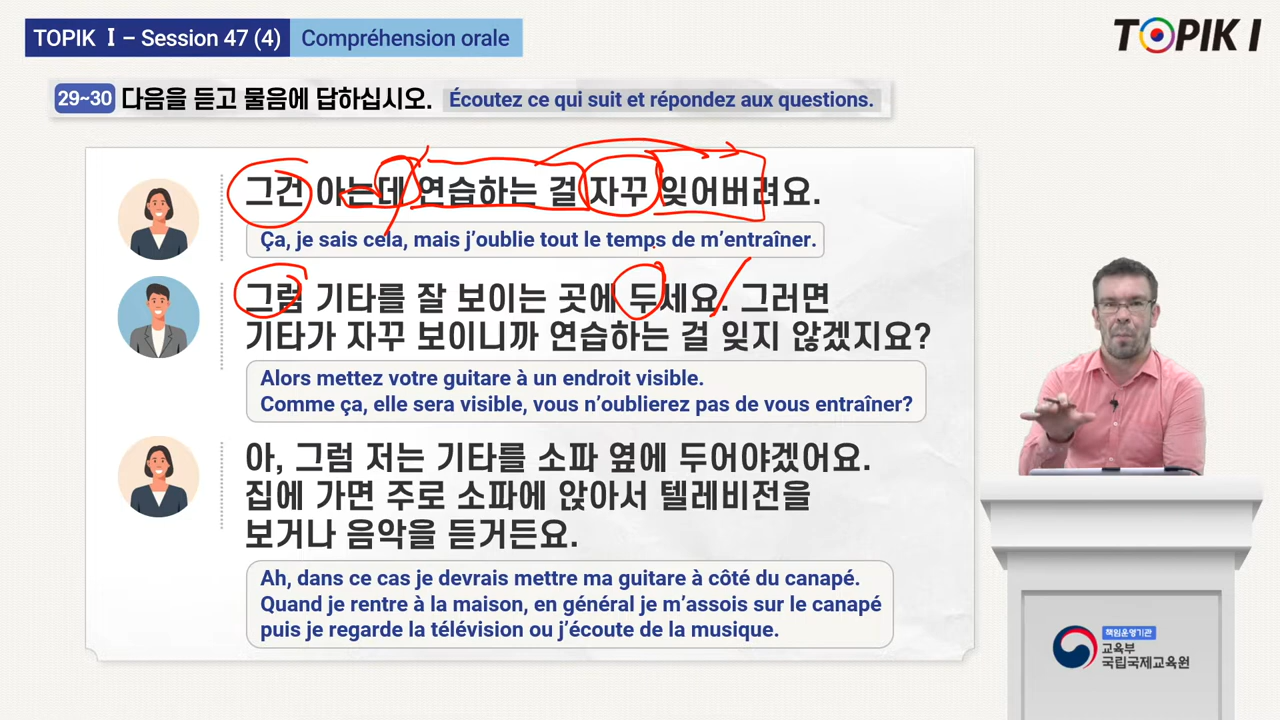 TOPIK Ⅰ – Session 47 (4) Compréhension orale
TOPIK I
29~30 다음을 듣고 물음에 답하십시오. Écoutez ce qui suit et répondez aux questions.
그건 아는데 연습하는 걸 자꾸 잊어버려요.
Ça, je sais cela, mais j’oublie tout le temps de m’entraîner.
그럼 기타를 잘 보이는 곳에 두세요. 그러면
기타가 자꾸 보이니까 연습하는 걸 잊지 않겠지요?
Alors mettez votre guitare à un endroit visible.
Comme ça, elle sera visible, vous n’oublierez pas de vous entraîner?
아, 그럼 저는 기타를 소파 옆에 두어야겠어요.
집에 가면 주로 소파에 앉아서 텔레비전을
보거나 음악을 듣거든요.
Ah, dans ce cas je devrais mettre ma guitare à côté du canapé.
Quand je rentre à la maison, en général je m’assois sur le canapé
puis je regarde la télévision ou j’écoute de la musique.
책임운영기관
교육부
국립국제교육원